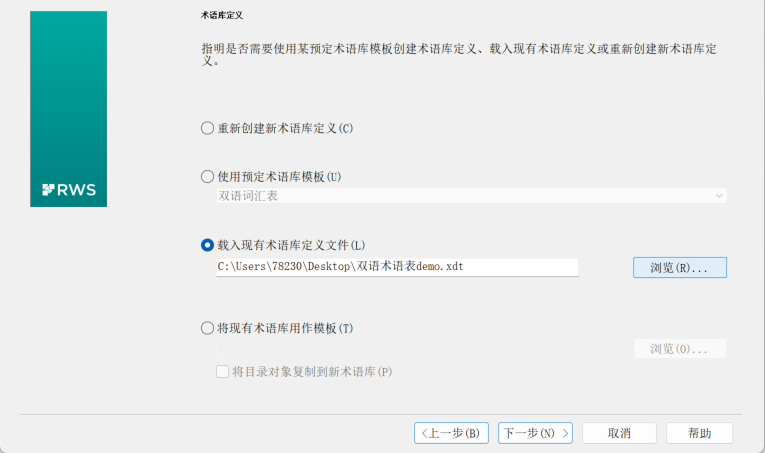 术语库定义
指明是否需要使用某预定术语库模板创建术语库定义、载入现有术语库定义或重新创建新术语库定
义。
重新创建新术语库定义(C)
使用预定术语库模板(U)
双语词汇表
RWS
载入现有术语库定义文件(L)
C:\Users\78230\Desktop\双语术语表demo.xdt
浏览(R)...
将现有术语库用作模板(T)
浏览(O)...
将目录对象复制到新术语库(P)
<上一步(B)
下一步(N) >
取消
帮助